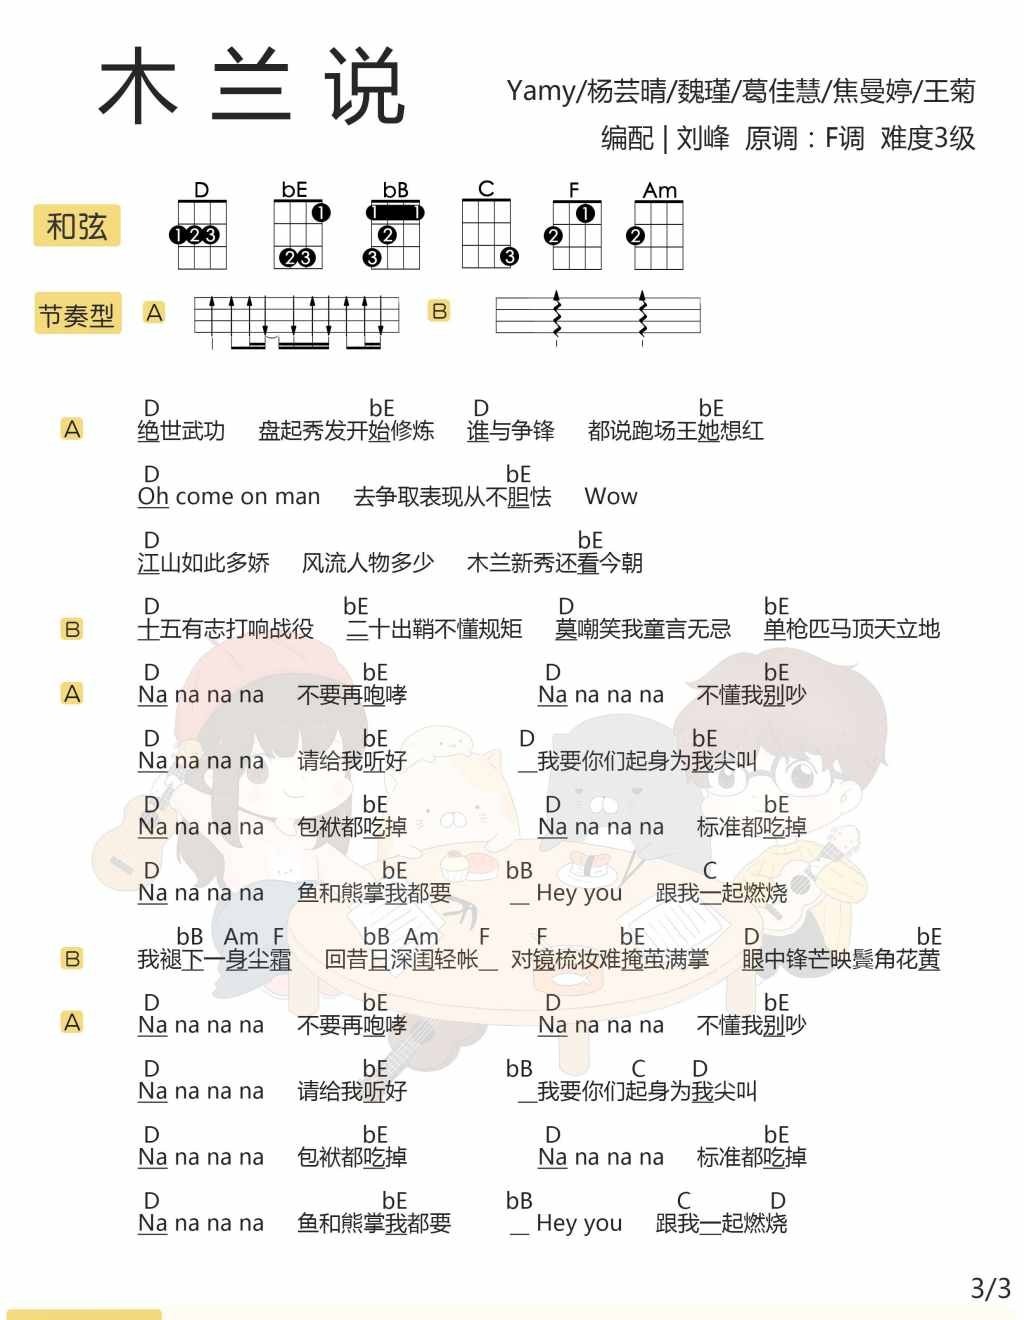 木兰说
Yamy/杨芸晴/魏瑾/葛佳慧/焦曼婷/王菊
编配 | 刘峰 原调：F调 难度3级
和弦 D bE bB C F Am
1 2 3 1 2 3 1 1 2 3 3 1 2 2
节奏型 A B
D bE D bE
A 绝世武功 盘起秀发开始修炼 谁与争锋 都说跑场王她想红
D bE
Oh come on man 去争取表现从不胆怯 Wow
D bE
江山如此多娇 风流人物多少 木兰新秀还看今朝
D bE D bE
B 十五有志打响战役 二十出鞘不懂规矩 莫嘲笑我童言无忌 单枪匹马顶天立地
D bE D bE
A Na na na na 不要再咆哮 Na na na na 不懂我别吵
D bE D bE
Na na na na 请给我听好 _我要你们起身为我尖叫
D bE D bE
Na na na na 包袱都吃掉 Na na na na 标准都吃掉
D bE bB C
Na na na na 鱼和熊掌我都要 _ Hey you 跟我一起燃烧
bB Am F bB Am F F bE D bE
B 我褪下一身尘霜 回昔日深闺轻帐_ 对镜梳妆难掩茧满掌 眼中锋芒映鬓角花黄
D bE D bE
A Na na na na 不要再咆哮 Na na na na 不懂我别吵
D bE bB C D
Na na na na 请给我听好 _我要你们起身为我尖叫
D bE D bE
Na na na na 包袱都吃掉 Na na na na 标准都吃掉
D bE bB C D
Na na na na 鱼和熊掌我都要 _ Hey you 跟我一起燃烧
3/3